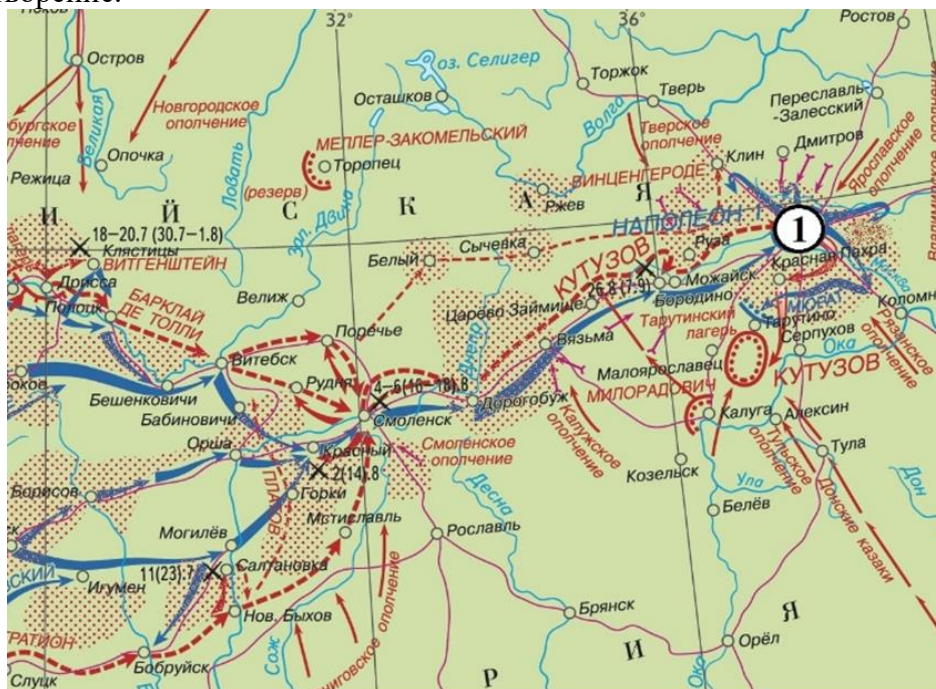 32°
36°
Остров
Великая
Новгородское
ополчение
Опочка
Режица
Ловать
МЕЛЛЕР-ЗАКОМЕЛЬСКИЙ
Торопец
(резерв)
зап. Двина
оз. Селигер
Осташков
Торжок
Волга
Тверь
Тверское
ополчение
Ростов
Переславль-
-Залесский
Дмитров
Клин
Ярославское
ополчение
Владимирское ополчение
ВИНЦЕНГЕРОДЕ
Ржев
И Й С К А Я
18–20.7 (30.7–1.8)
Клястицы
ВИТГЕНШТЕЙН
Дрисса
Полоцк
БАРКЛАЙ
ДЕ ТОЛЛИ
Велиж
Белый
Сычевка
НАПОЛЕОН I
1
Руза
КУТУЗОВ
26.8 (7.9)
Можайск
Бородино
Царево Займище
Красная Пахра
Москва
Коломн
МЮРАТ
Тарутинский
лагерь
Тарутино
Серпухов
Ока
Рязанское
ополчение
Витебск
Поречье
Рудня
4–6(16–18).8
Днепр
Вязьма
Малоярославец
МИЛОРАДОВИЧ
КУТУЗОВ
Бешенковичи
Бабиновичи
Смоленск
Дорогобуж
Калужское
ополчение
Калуга
Алексин
Тульское
ополчение
Тула
Орша
Красный
2(14).8
Смоленское
ополчение
Козельск
Упа
Дон
Борисов
ПЛАТОВ
Горки
Десна
Белёв
Донские казаки
Могилёв
Мстиславль
Рославль
11(23).7
Салтановка
Игумен
Нов. Быхов
Сож
Брянск
Орёл
Ока
Бобруйск
Слуцк
Р И Я